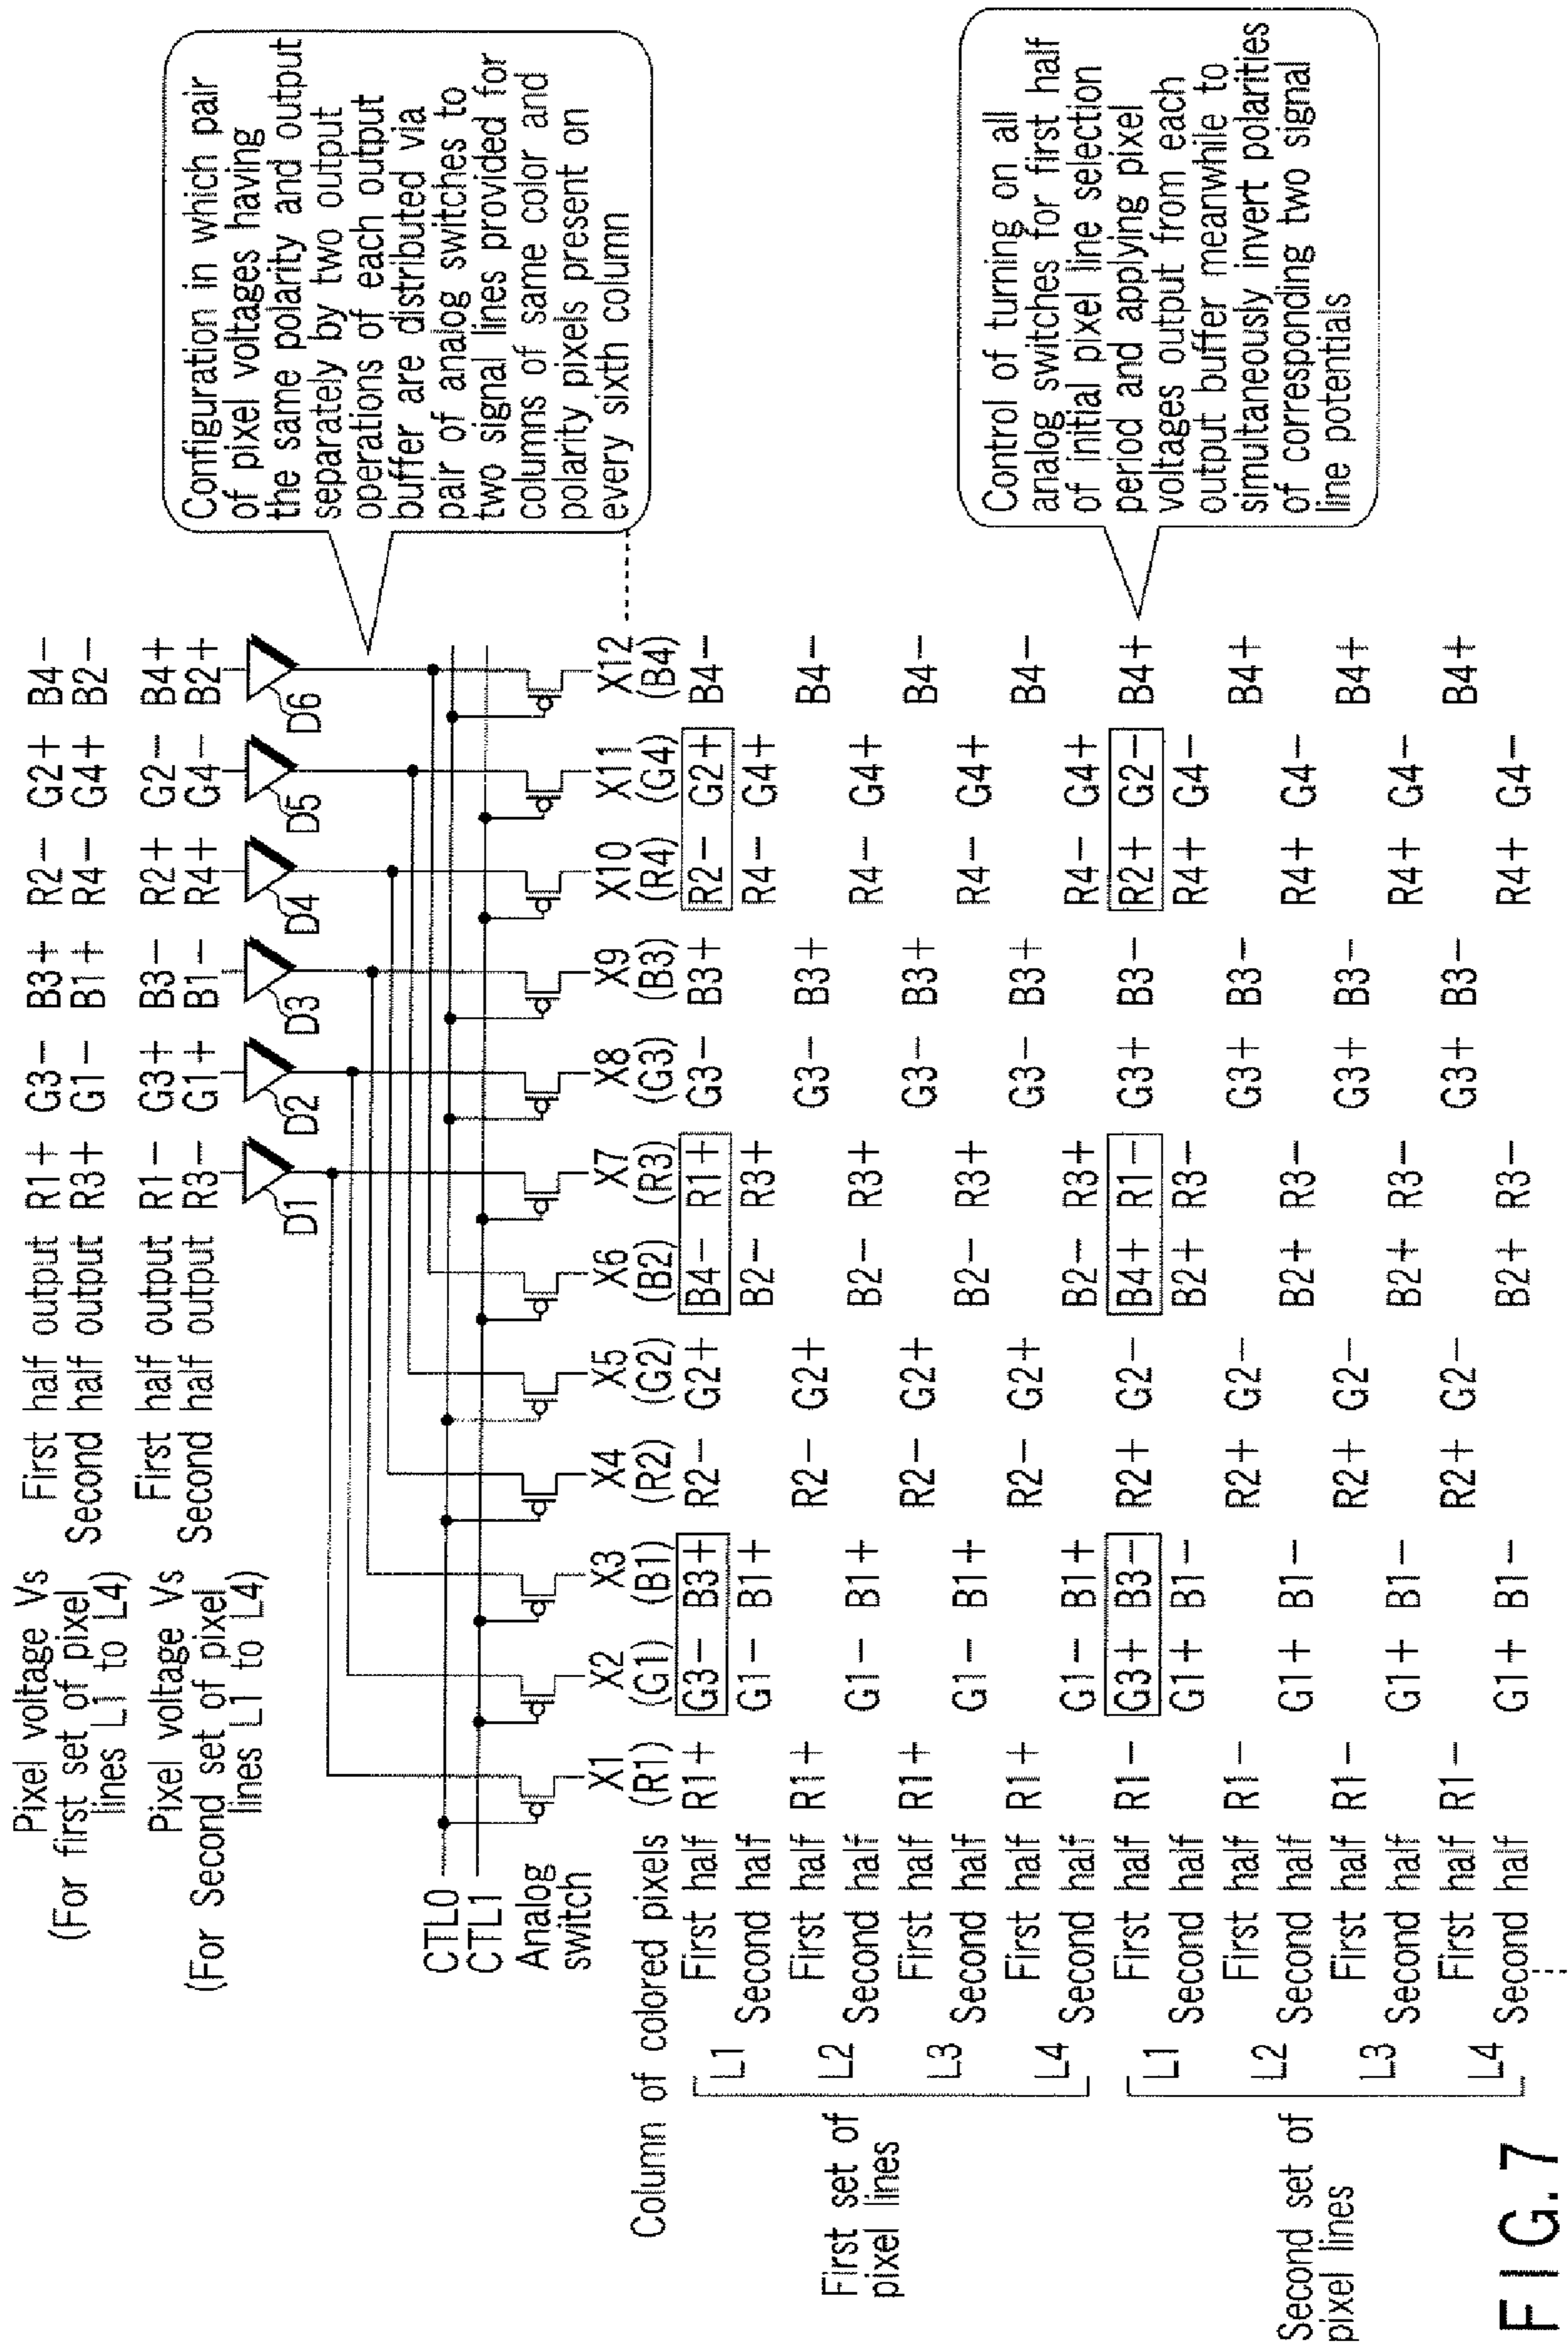 Pixel voltage Vs
(For first set of pixel
lines L1 to L4)
First half output R1+ G3− B3+ R2− G2+ B4−
Second half output R3+ G1− B1+ R4− G4+ B2−
Pixel voltage Vs
(For Second set of pixel
lines L1 to L4)
First half output R1− G3+ B3− R2+ G2− B4+
Second half output R3− G1+ B1− R4+ G4− B2+
D1 D2 D3 D4 D5 D6
Configuration in which pair
of pixel voltages having
the same polarity and output
separately by two output
operations of each output
buffer are distributed via
pair of analog switches to
two signal lines provided for
columns of same color and
polarity pixels present on
every sixth column
CTL0
CTL1
Analog
switch
X1 X2 X3 X4 X5 X6 X7 X8 X9 X10 X11 X12
Column of colored pixels (R1) (G1) (B1) (R2) (G2) (B2) (R3) (G3) (B3) (R4) (G4) (B4)
First set of
pixel lines
L1
First half R1+ G3− B3+ R2− G2+ B4− R1+ G3− B3+ R2− G2+ B4−
Second half G1− B1+ B2− R3+ R4− G4+
L2
First half R1+ R2− G2+ G3− B3+ B4−
Second half G1− B1+ B2− R3+ R4− G4+
L3
First half R1+ R2− G2+ G3− B3+ B4−
Second half G1− B1+ B2− R3+ R4− G4+
L4
First half R1+ R2− G2+ G3− B3+ B4−
Second half G1− B1+ B2− R3+ R4− G4+
Second set of
pixel lines
L1
First half R1− G3+ B3− R2+ G2− B4+ R1− G3+ B3− R2+ G2− B4+
Second half G1+ B1− B2+ R3− R4+ G4−
L2
First half R1− R2+ G2− G3+ B3− B4+
Second half G1+ B1− B2+ R3− R4+ G4−
L3
First half R1− R2+ G2− G3+ B3− B4+
Second half G1+ B1− B2+ R3− R4+ G4−
L4
First half R1− R2+ G2− G3+ B3− B4+
Second half G1+ B1− B2+ R3− R4+ G4−
Control of turning on all
analog switches for first half
of initial pixel line selection
period and applying pixel
voltages output from each
output buffer meanwhile to
simultaneously invert polarities
of corresponding two signal
line potentials
FIG. 7